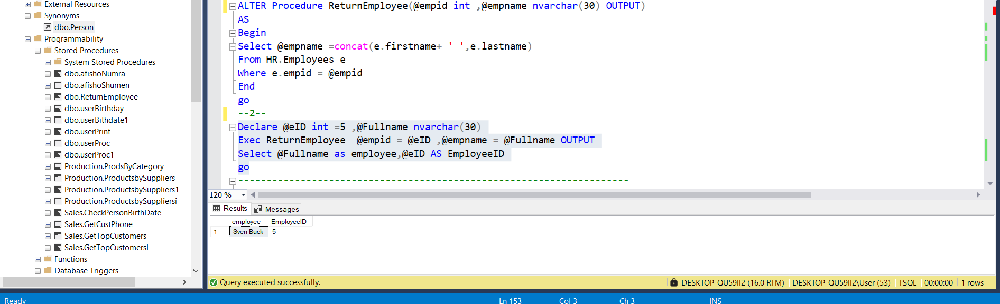 External Resources
Synonyms
dbo.Person
Programmability
Stored Procedures
System Stored Procedures
dbo.afishoNumra
dbo.afishoShumën
dbo.ReturnEmployee
dbo.userBirthday
dbo.userBithdate1
dbo.userPrint
dbo.userProc
dbo.userProc1
Production.ProdsByCategory
Production.ProductsbySuppliers
Production.ProductsbySuppliers1
Production.ProductsbySuppliersi
Sales.CheckPersonBirthDate
Sales.GetCustPhone
Sales.GetTopCustomers
Sales.GetTopCustomersI
Functions
Database Triggers
ALTER Procedure ReturnEmployee(@empid int ,@empname nvarchar(30) OUTPUT)
AS
Begin
Select @empname =concat(e.firstname+ ' ',e.lastname)
From HR.Employees e
Where e.empid = @empid
End
go
--2--
Declare @eID int =5 ,@Fullname nvarchar(30)
Exec ReturnEmployee  @empid = @eID ,@empname = @Fullname OUTPUT
Select @Fullname as employee,@eID AS EmployeeID
go
----------------------------------------------------------------------
120 %
Results Messages
employee EmployeeID
1 Sven Buck 5
Query executed successfully. DESKTOP-QU59II2 (16.0 RTM) DESKTOP-QU59II2\User (53) TSQL 00:00:00 1 rows
Ready Ln 153 Col 3 Ch 3 INS